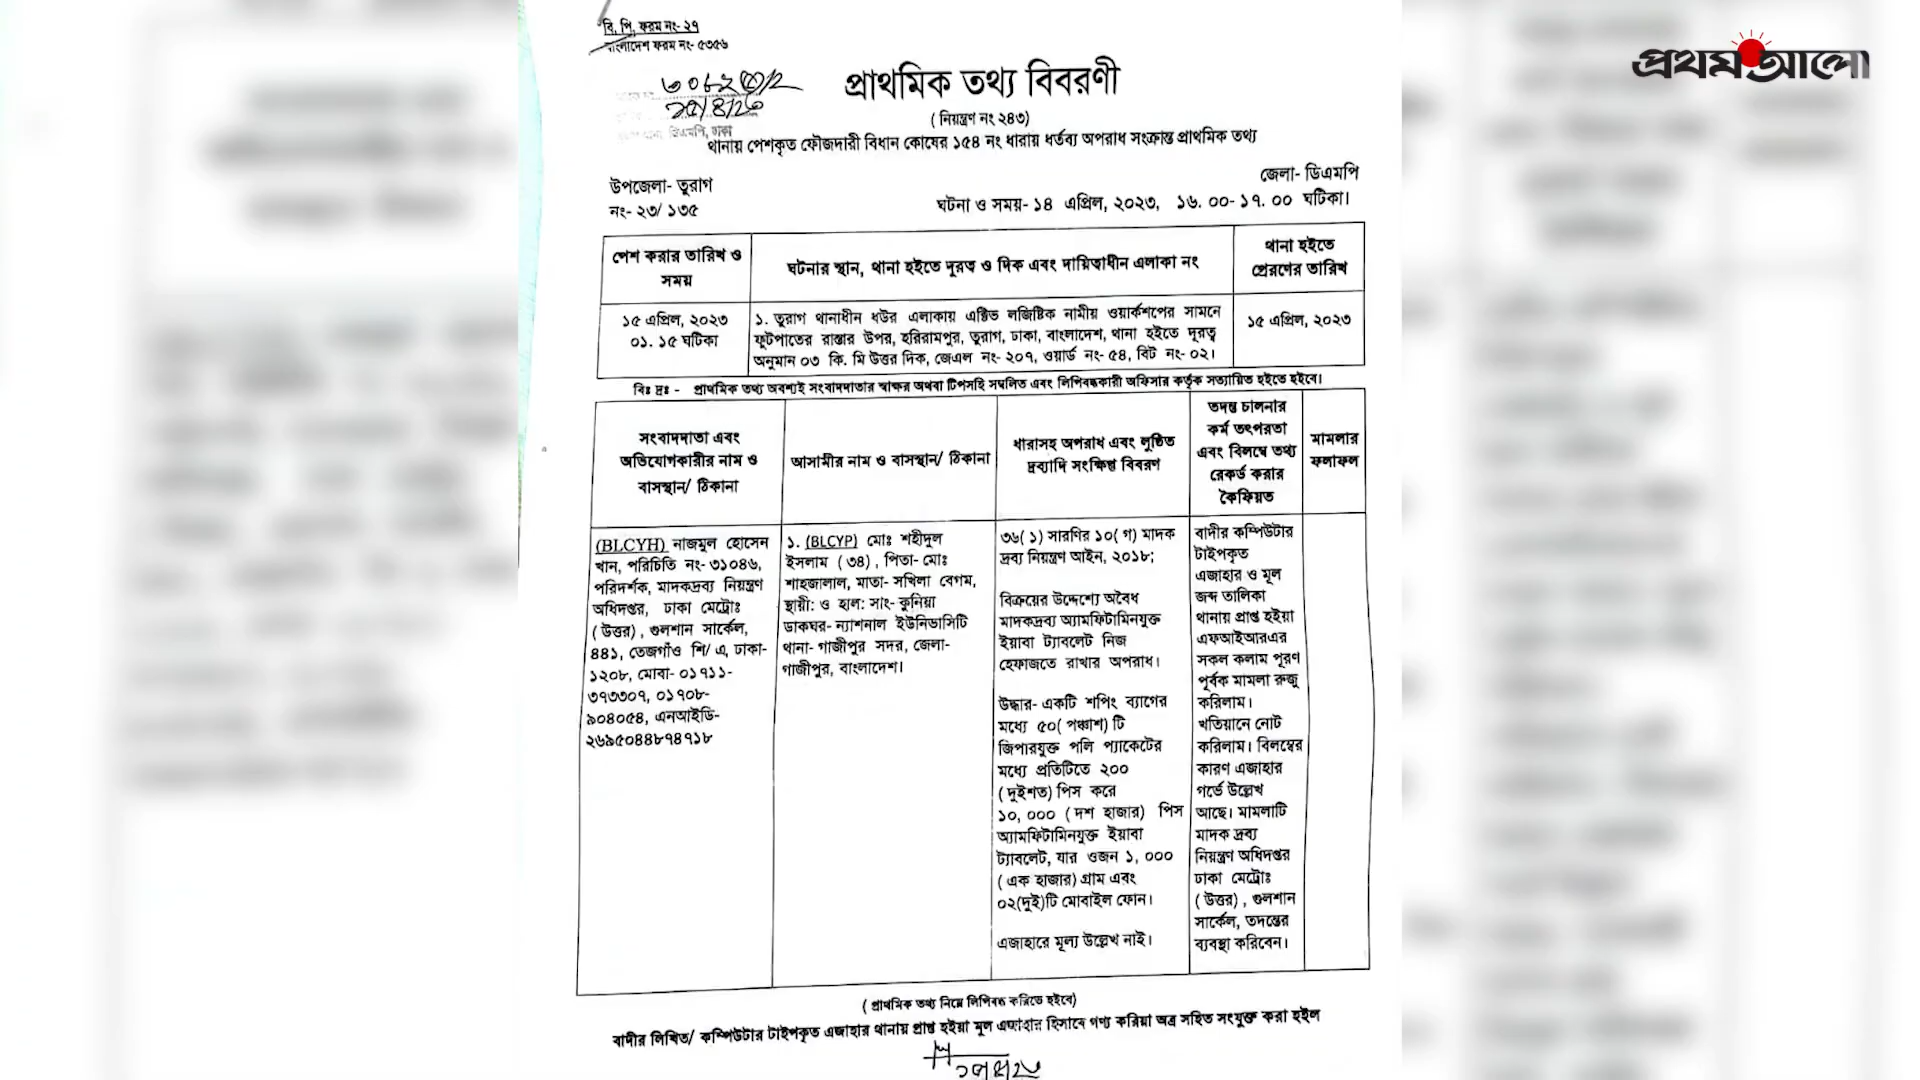 বি, পি, ফরম নং- ২৭
বাংলাদেশ ফরম নং- ৫৩৫৬
প্রথম আলো
প্রাথমিক তথ্য বিবরণী
( নিয়ন্ত্রণ নং ২৪৩)
ডিএমপি, ঢাকা
থানায় পেশকৃত ফৌজদারী বিধান কোষের ১৫৪ নং ধারায় ধর্তব্য অপরাধ সংক্রান্ত প্রাথমিক তথ্য
উপজেলা- তুরাগ
জেলা- ডিএমপি
নং- ২৩/ ১৩৫
ঘটনা ও সময়- ১৪ এপ্রিল, ২০২৩, ১৬. ০০- ১৭. ০০ ঘটিকা।
পেশ করার তারিখ ও
সময়
ঘটনার স্থান, থানা হইতে দূরত্ব ও দিক এবং দায়িত্বাধীন এলাকা নং
থানা হইতে
প্রেরণের তারিখ
১৫ এপ্রিল, ২০২৩
০১. ১৫ ঘটিকা
১. তুরাগ থানাধীন ধউর এলাকায় এক্টিভ লজিষ্টিক নামীয় ওয়ার্কশপের সামনে
ফুটপাতের রাস্তার উপর, হরিরামপুর, তুরাগ, ঢাকা, বাংলাদেশ, থানা হইতে দূরত্ব
অনুমান ০৩ কি. মি উত্তর দিক, জেএল নং- ২০৭, ওয়ার্ড নং- ৫৪, বিট নং- ০২।
১৫ এপ্রিল, ২০২৩
বিঃ দ্রঃ - প্রাথমিক তথ্য অবশ্যই সংবাদদাতার স্বাক্ষর অথবা টিপসহি সম্বলিত এবং লিপিবদ্ধকারী অফিসার কর্তৃক সত্যায়িত হইতে হইবে।
সংবাদদাতা এবং
অভিযোগকারীর নাম ও
বাসস্থান/ ঠিকানা
আসামীর নাম ও বাসস্থান/ ঠিকানা
ধারাসহ অপরাধ এবং লুণ্ঠিত
দ্রব্যাদি সংক্ষিপ্ত বিবরণ
তদন্ত চালনার
কর্ম তৎপরতা
এবং বিলম্বে তথ্য
রেকর্ড করার
কৈফিয়ত
মামলার
ফলাফল
(BLCYH) নাজমুল হোসেন
খান, পরিচিতি নং- ৩১০৪৬,
পরিদর্শক, মাদকদ্রব্য নিয়ন্ত্রণ
অধিদপ্তর, ঢাকা মেট্রোঃ
( উত্তর) , গুলশান সার্কেল,
৪৪১, তেজগাঁও শি/ এ, ঢাকা-
১২০৮, মোবা- ০১৭১১-
৩৭৩৩০৭, ০১৭০৮-
৯০৪০৫৪, এনআইডি-
২৬৯৫০৪৪৮৭৪৭১৮
১. (BLCYP) মোঃ শহীদুল
ইসলাম ( ৩৪) , পিতা- মোঃ
শাহজালাল, মাতা- সখিলা বেগম,
স্থায়ী: ও হাল: সাং- কুনিয়া
ডাকঘর- ন্যাশনাল ইউনিভাসিটি
থানা- গাজীপুর সদর, জেলা-
গাজীপুর, বাংলাদেশ।
৩৬( ১) সারণির ১০( গ) মাদক
দ্রব্য নিয়ন্ত্রণ আইন, ২০১৮;
বিক্রয়ের উদ্দেশ্যে অবৈধ
মাদকদ্রব্য অ্যামফিটামিনযুক্ত
ইয়াবা ট্যাবলেট নিজ
হেফাজতে রাখার অপরাধ।
উদ্ধার- একটি শপিং ব্যাগের
মধ্যে ৫০( পঞ্চাশ) টি
জিপারযুক্ত পলি প্যাকেটের
মধ্যে প্রতিটিতে ২০০
( দুইশত) পিস করে
১০, ০০০ ( দশ হাজার) পিস
অ্যামফিটামিনযুক্ত ইয়াবা
ট্যাবলেট, যার ওজন ১, ০০০
( এক হাজার) গ্রাম এবং
০২(দুই)টি মোবাইল ফোন।
এজাহারে মূল্য উল্লেখ নাই।
বাদীর কম্পিউটার
টাইপকৃত
এজাহার ও মূল
জব্দ তালিকা
থানায় প্রাপ্ত হইয়া
এফআইআরএর
সকল কলাম পূরণ
পূর্বক মামলা রুজু
করিলাম।
খতিয়ানে নোট
করিলাম। বিলম্বের
কারণ এজাহার
গর্ভে উল্লেখ
আছে। মামলাটি
মাদক দ্রব্য
নিয়ন্ত্রণ অধিদপ্তর
ঢাকা মেট্রোঃ
( উত্তর) , গুলশান
সার্কেল, তদন্তের
ব্যবস্থা করিবেন।
( প্রাথমিক তথ্য নিম্নে লিপিবদ্ধ করিতে হইবে)
বাদীর লিখিত/ কম্পিউটার টাইপকৃত এজাহার থানায় প্রাপ্ত হইয়া মূল এজাহার হিসাবে গণ্য করিয়া অত্র সহিত সংযুক্ত করা হইল